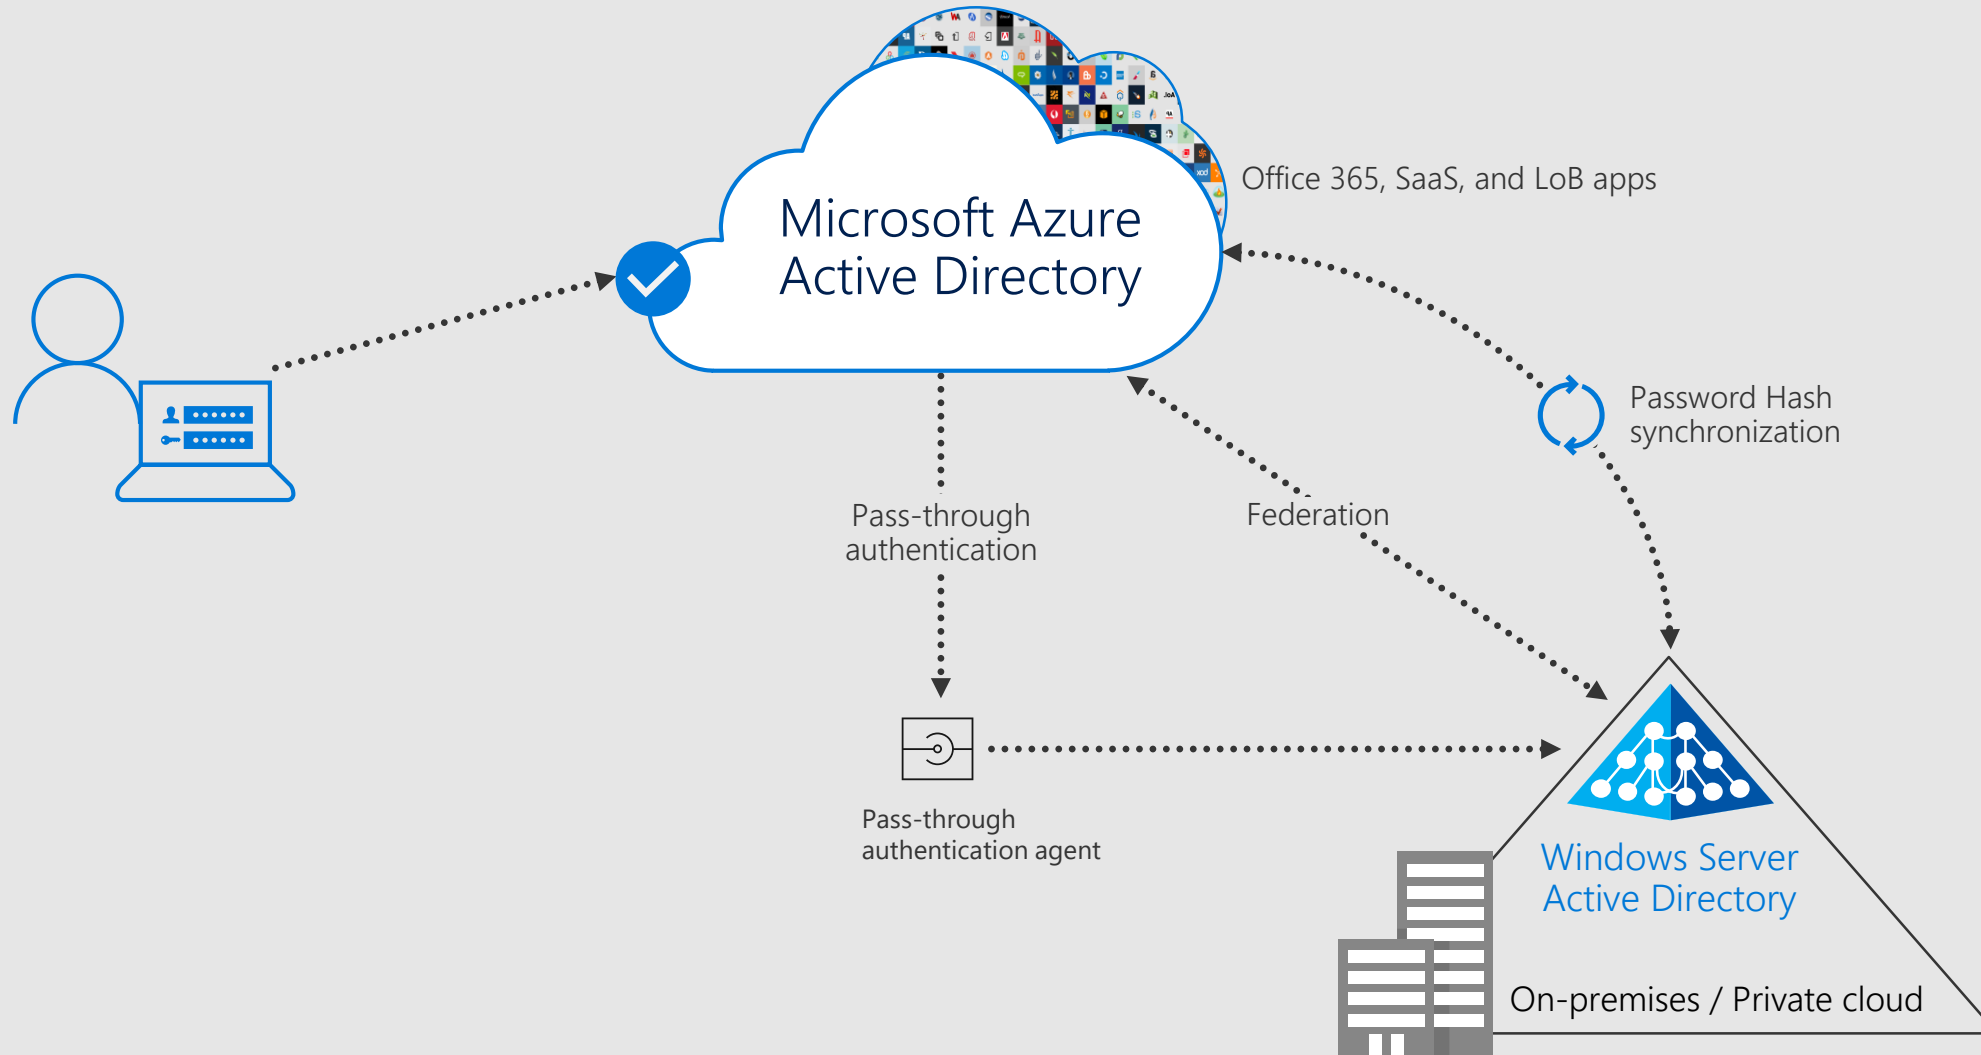 Office 365, SaaS, and LoB apps
Microsoft Azure
Active Directory
Password Hash
synchronization
Pass-through
authentication
Federation
Pass-through
authentication agent
Windows Server
Active Directory
On-premises / Private cloud